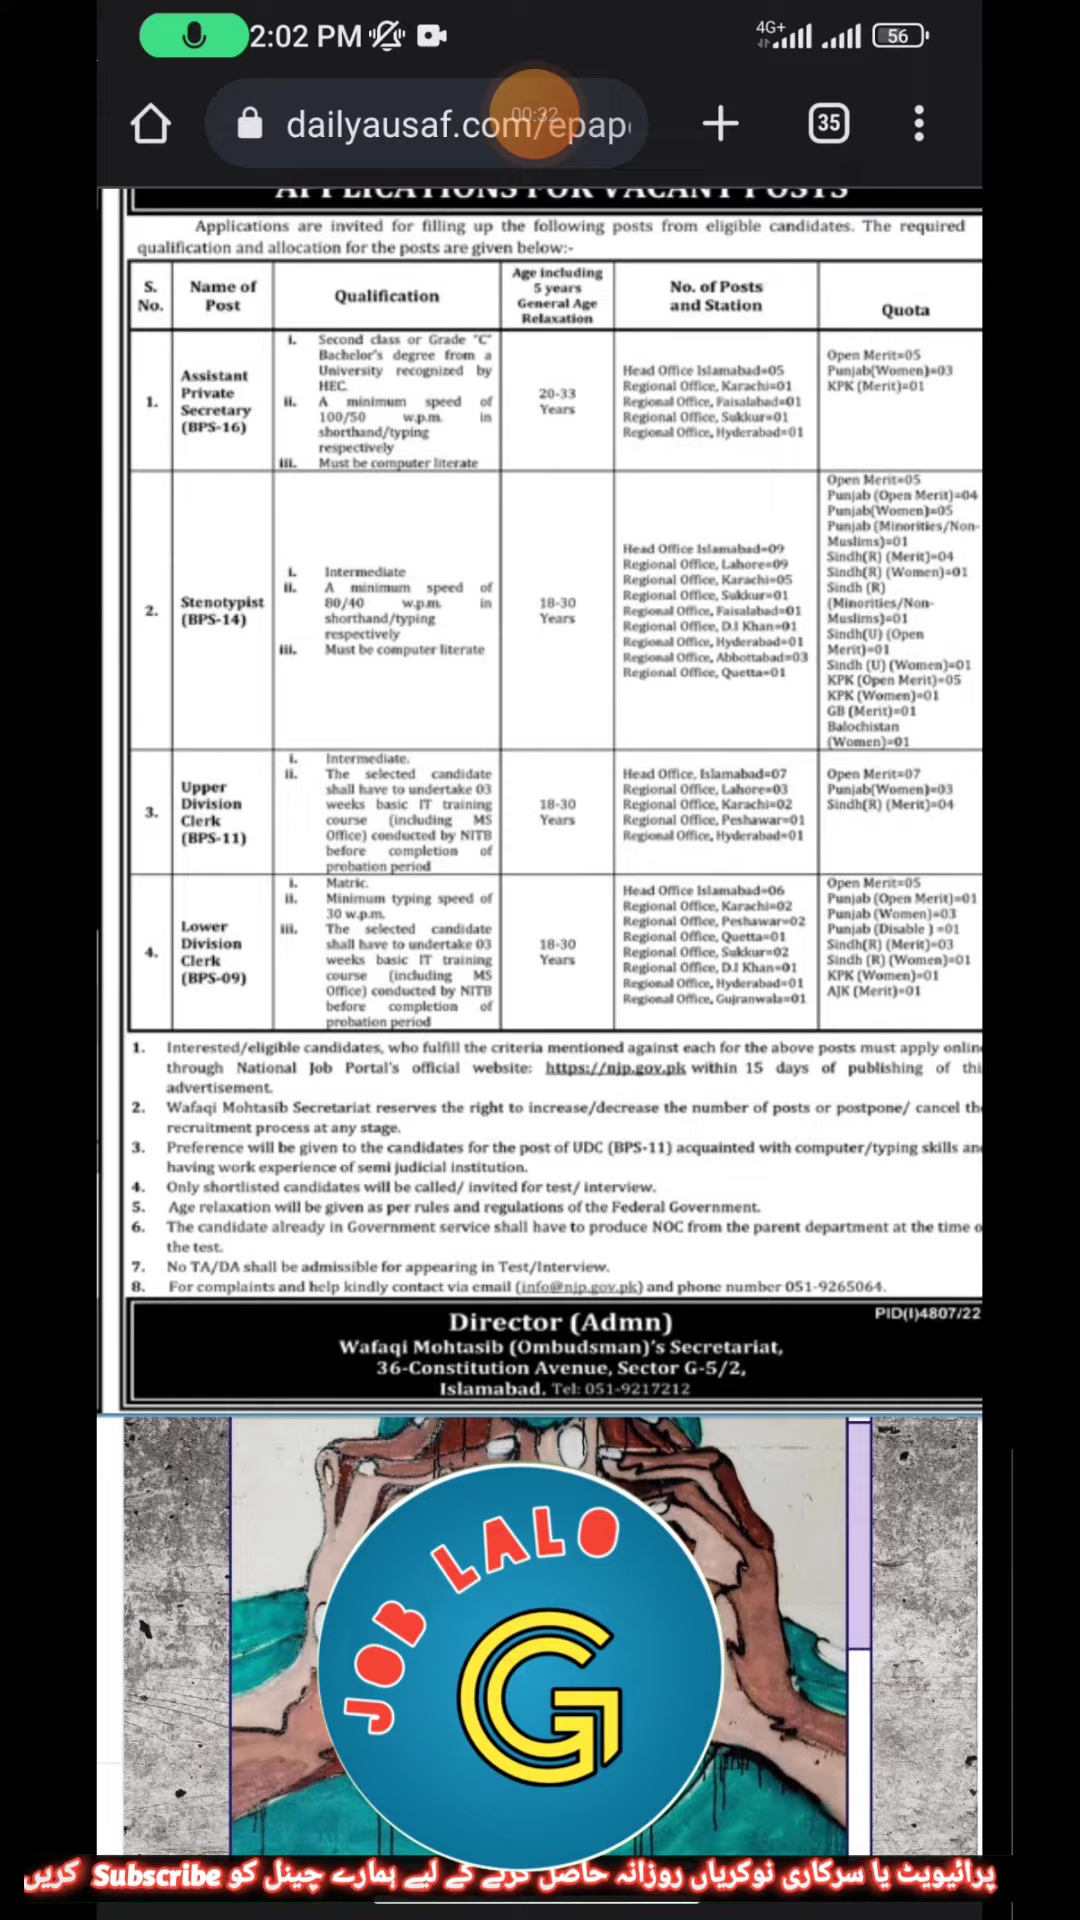 2:02 PM
4G+
56
00:32
dailyausaf.com/epap
35
APPLICATIONS FOR VACANT POSTS
Applications are invited for filling up the following posts from eligible candidates. The required
qualification and allocation for the posts are given below:-
S. No.
Name of Post
Qualification
Age including 5 years General Age Relaxation
No. of Posts and Station
Quota
1.
Assistant
Private
Secretary
(BPS-16)
i. Second class or Grade "C"
Bachelor's degree from a
University recognized by
HEC
ii. A minimum speed of
100/50 w.p.m. in
shorthand/typing
respectively
iii. Must be computer literate
20-33
Years
Head Office Islamabad=05
Regional Office, Karachi=01
Regional Office, Faisalabad=01
Regional Office, Sukkur=01
Regional Office, Hyderabad=01
Open Merit=05
Punjab(Women)=03
KPK (Merit)=01
2.
Stenotypist
(BPS-14)
i. Intermediate
ii. A minimum speed of
80/40 w.p.m. in
shorthand/typing
respectively
iii. Must be computer literate
18-30
Years
Head Office Islamabad=09
Regional Office, Lahore=09
Regional Office, Karachi=05
Regional Office, Sukkur=01
Regional Office, Faisalabad=01
Regional Office, D.I Khan=01
Regional Office, Hyderabad=01
Regional Office, Abbottabad=03
Regional Office, Quetta=01
Open Merit=05
Punjab (Open Merit)=04
Punjab(Women)=05
Punjab (Minorities/Non-
Muslims)=01
Sindh(R) (Merit)=04
Sindh(R) (Women)=01
Sindh (R)
(Minorities/Non-
Muslims)=01
Sindh(U) (Open
Merit)=01
Sindh (U) (Women)=01
KPK (Open Merit)=05
KPK (Women)=01
GB (Merit)=01
Balochistan
(Women)=01
3.
Upper
Division
Clerk
(BPS-11)
i. Intermediate.
ii. The selected candidate
shall have to undertake 03
weeks basic IT training
course (including MS
Office) conducted by NITB
before completion of
probation period
18-30
Years
Head Office, Islamabad=07
Regional Office, Lahore=03
Regional Office, Karachi=02
Regional Office, Peshawar=01
Regional Office, Hyderabad=01
Open Merit=07
Punjab(Women)=03
Sindh(R) (Merit)=04
4.
Lower
Division
Clerk
(BPS-09)
i. Matric.
ii. Minimum typing speed of
30 w.p.m.
iii. The selected candidate
shall have to undertake 03
weeks basic IT training
course (including MS
Office) conducted by NITB
before completion of
probation period
18-30
Years
Head Office Islamabad=06
Regional Office, Karachi=02
Regional Office, Peshawar=02
Regional Office, Quetta=01
Regional Office, Sukkur=02
Regional Office, D.I Khan=01
Regional Office, Hyderabad=01
Regional Office, Gujranwala=01
Open Merit=05
Punjab (Open Merit)=01
Punjab (Women)=03
Punjab (Disable ) =01
Sindh(R) (Merit)=03
Sindh (R) (Women)=01
KPK (Women)=01
AJK (Merit)=01
1. Interested/eligible candidates, who fulfill the criteria mentioned against each for the above posts must apply onlin
through National Job Portal's official website: https://njp.gov.pk within 15 days of publishing of thi
advertisement.
2. Wafaqi Mohtasib Secretariat reserves the right to increase/decrease the number of posts or postpone/ cancel th
recruitment process at any stage.
3. Preference will be given to the candidates for the post of UDC (BPS-11) acquainted with computer/typing skills an
having work experience of semi judicial institution.
4. Only shortlisted candidates will be called/ invited for test/ interview.
5. Age relaxation will be given as per rules and regulations of the Federal Government.
6. The candidate already in Government service shall have to produce NOC from the parent department at the time o
the test.
7. No TA/DA shall be admissible for appearing in Test/Interview.
8. For complaints and help kindly contact via email (info@njp.gov.pk) and phone number 051-9265064.
PID(I)4807/22
Director (Admn)
Wafaqi Mohtasib (Ombudsman)'s Secretariat,
36-Constitution Avenue, Sector G-5/2,
Islamabad. Tel: 051-9217212
JOB LALO
G
پرائیویٹ یا سرکاری نوکریاں روزانہ حاصل کرنے کے لیے ہمارے چینل کو Subscribe کریں